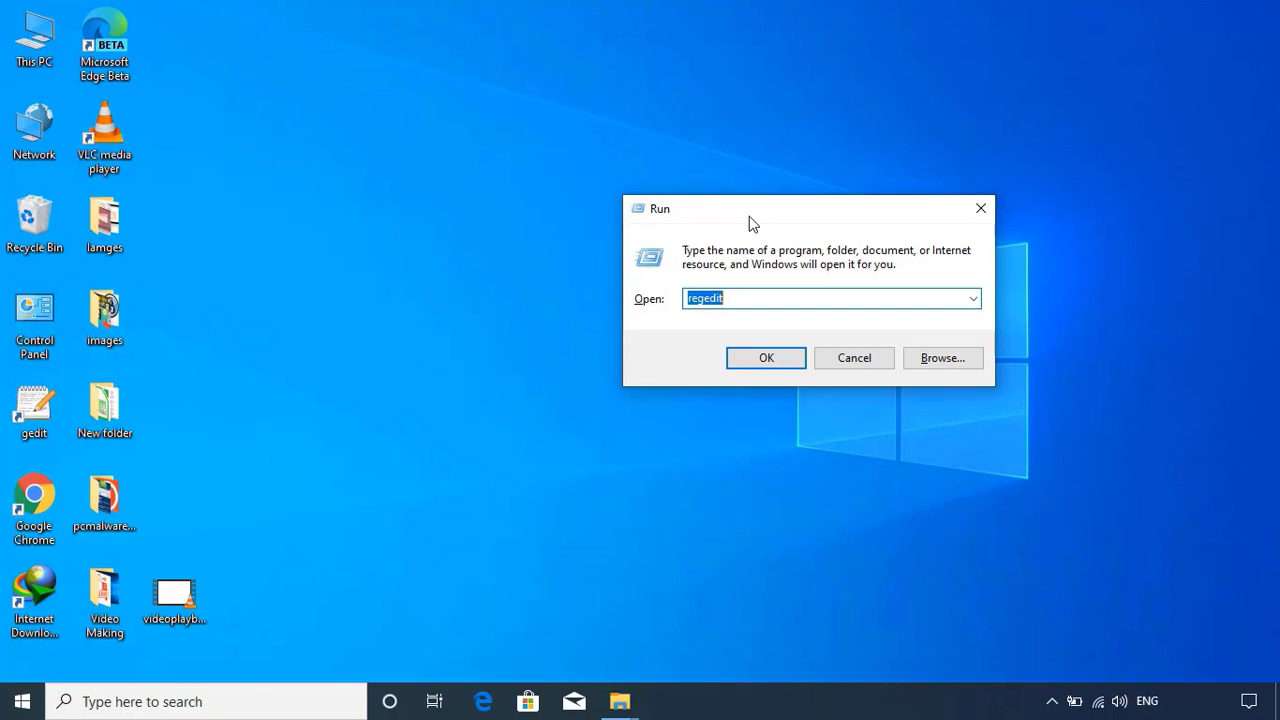 This PC
BETA
Microsoft
Edge Beta
Network
VLC media
player
Recycle Bin
Iamges
Control
Panel
images
gedit
New folder
Google
Chrome
pcmalware...
Internet
Downlo...
Video
Making
videoplayb...
Run
Type the name of a program, folder, document, or Internet
resource, and Windows will open it for you.
Open:
regedit
OK
Cancel
Browse...
Type here to search
ENG